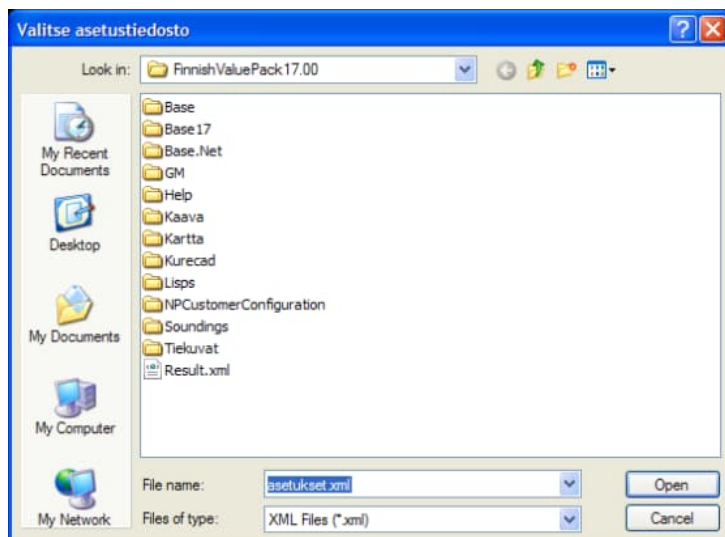 Valitse asetustiedosto
Look in: FinnishValuePack17.00
My Recent Documents
Desktop
My Documents
My Computer
My Network
Base
Base17
Base.Net
GM
Help
Kaava
Kartta
Kurecad
Lisps
NPCustomerConfiguration
Soundings
Tiekuvat
Result.xml
File name: asetukset.xml Open
Files of type: XML Files (*.xml) Cancel